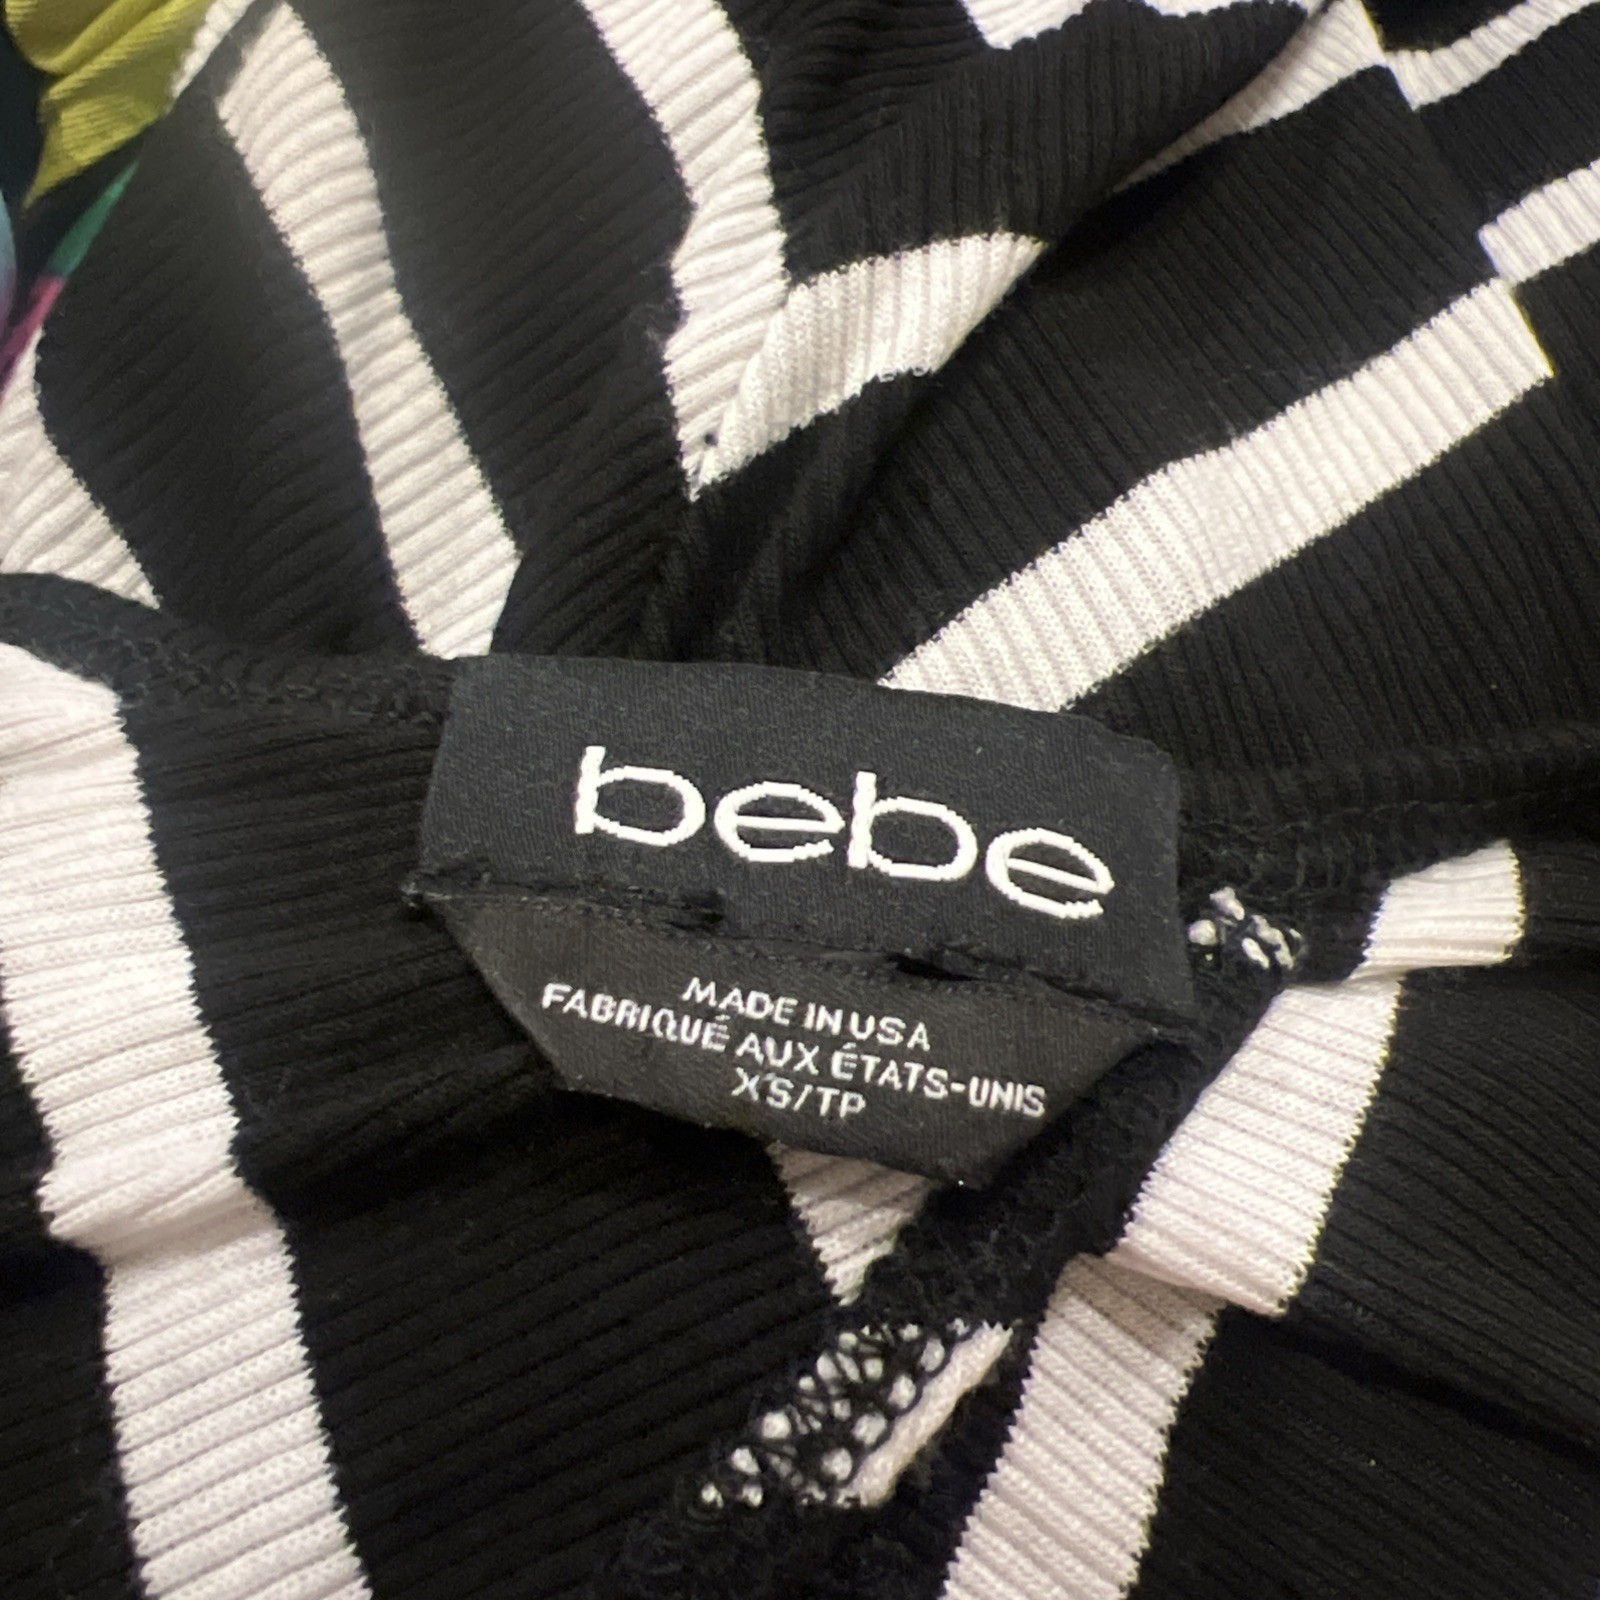 bebe
MADE IN USA
FABRIQUÉ AUX ÉTATS-UNIS
XS/TP